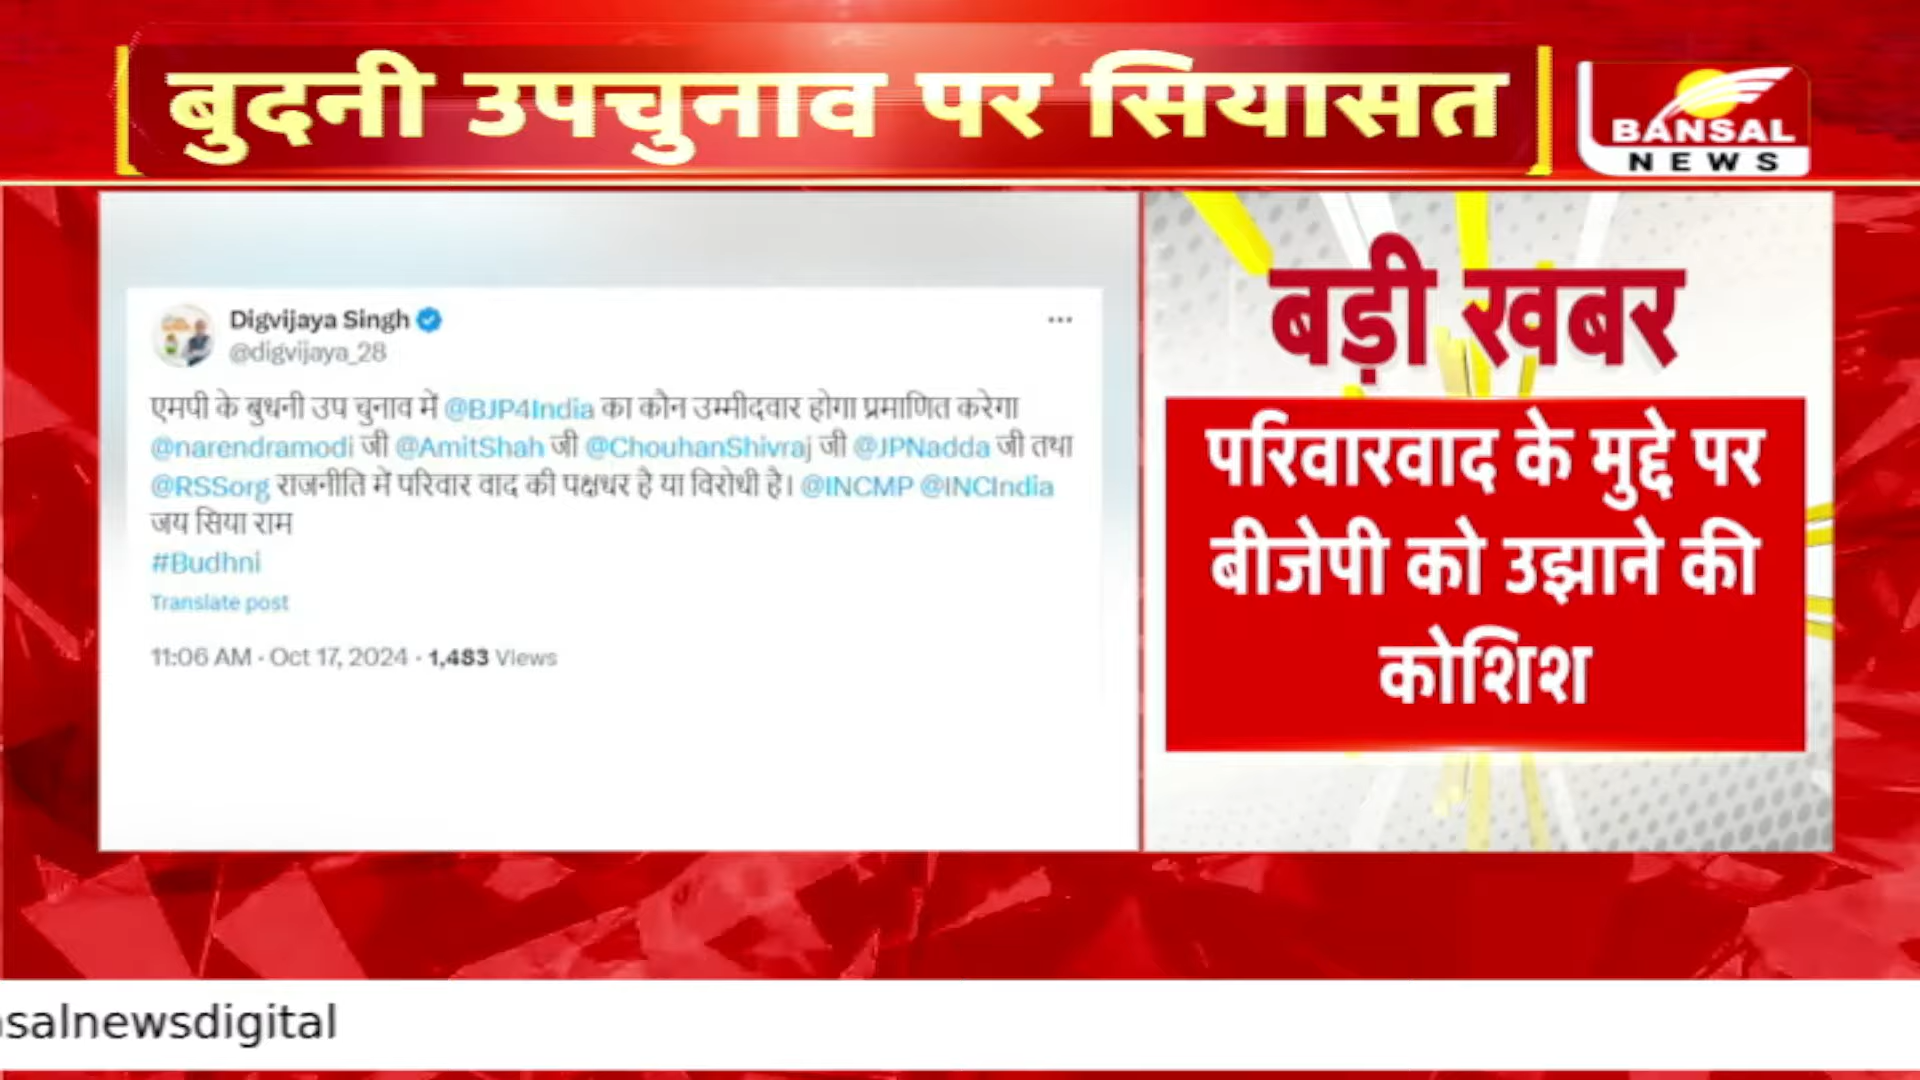 बुदनी उपचुनाव पर सियासत
BANSAL
NEWS
Digvijaya Singh
@digvijaya_28
एमपी के बुधनी उप चुनाव में @BJP4India का कौन उम्मीदवार होगा प्रमाणित करेगा
@narendramodi जी @AmitShah जी @ChouhanShivraj जी @JPNadda जी तथा
@RSSorg राजनीति में परिवार वाद की पक्षधर है या विरोधी है। @INCMP @INCIndia
जय सिया राम
#Budhni
Translate post
11:06 AM · Oct 17, 2024 · 1,483 Views
बड़ी खबर
परिवारवाद के मुद्दे पर
बीजेपी को उझाने की
कोशिश
salnewsdigital